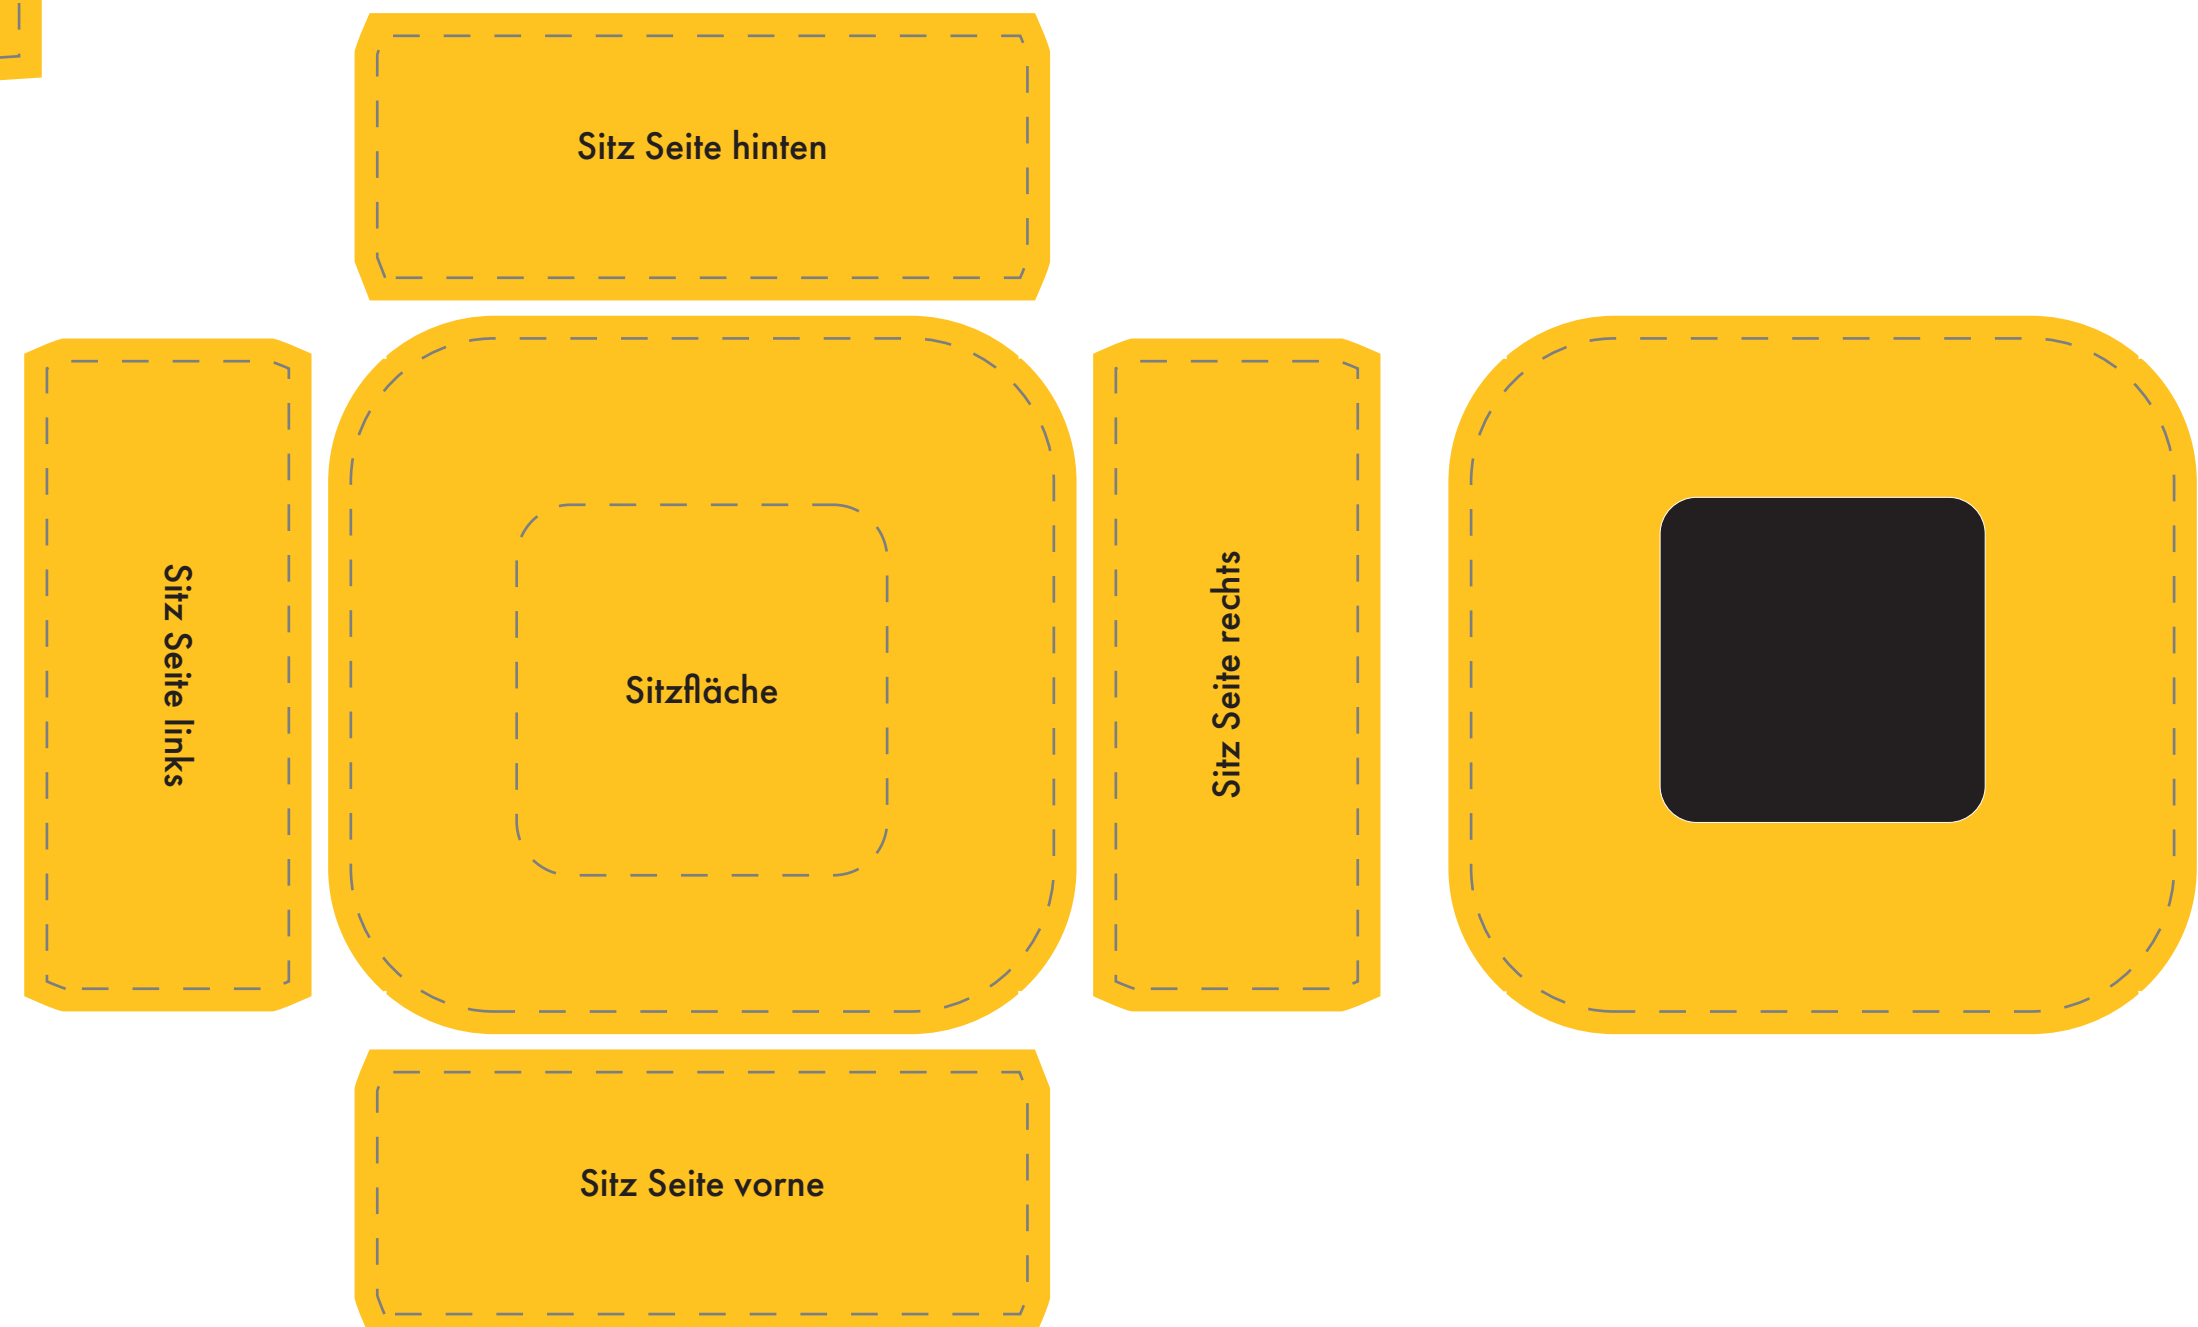 Sitz Seite hinten
Sitz Seite links
Sitzfläche
Sitz Seite rechts
Sitz Seite vorne